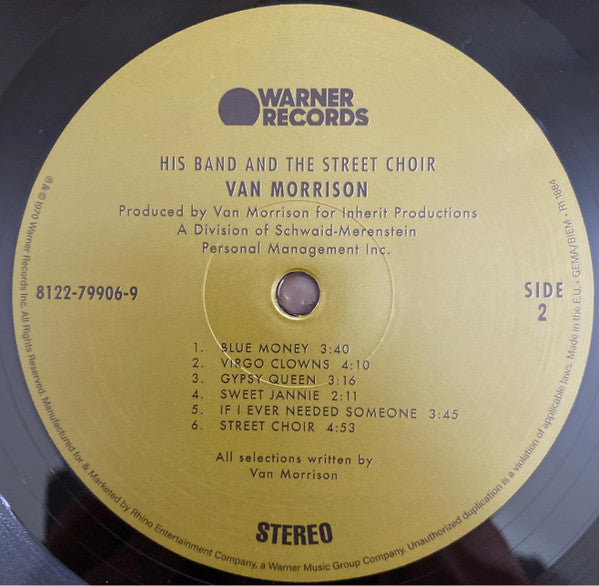 WARNER
RECORDS
HIS BAND AND THE STREET CHOIR
VAN MORRISON
Produced by Van Morrison for Inherit Productions
A Division of Schwaid-Merenstein
Personal Management Inc.
8122-79906-9
SIDE
2
1. BLUE MONEY 3:40
2. VIRGO CLOWNS 4:10
3. GYPSY QUEEN 3:16
4. SWEET JANNIE 2:11
5. IF I EVER NEEDED SOMEONE 3:45
6. STREET CHOIR 4:53
All selections written by
Van Morrison
STEREO
℗ & © 1970 Warner Records Inc. All Rights Reserved. Manufactured for & Marketed by Rhino Entertainment Company, a Warner Music Group Company. Unauthorized duplication is a violation of applicable laws. Made in the E.U. • GEMA/BIEM • R1 1884